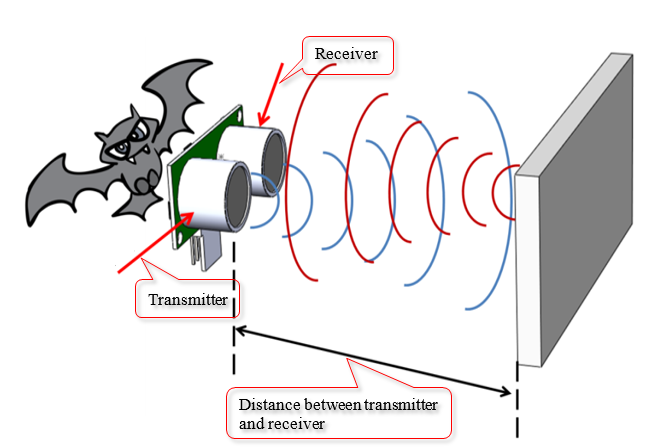 Receiver
Transmitter
Distance between transmitter
and receiver